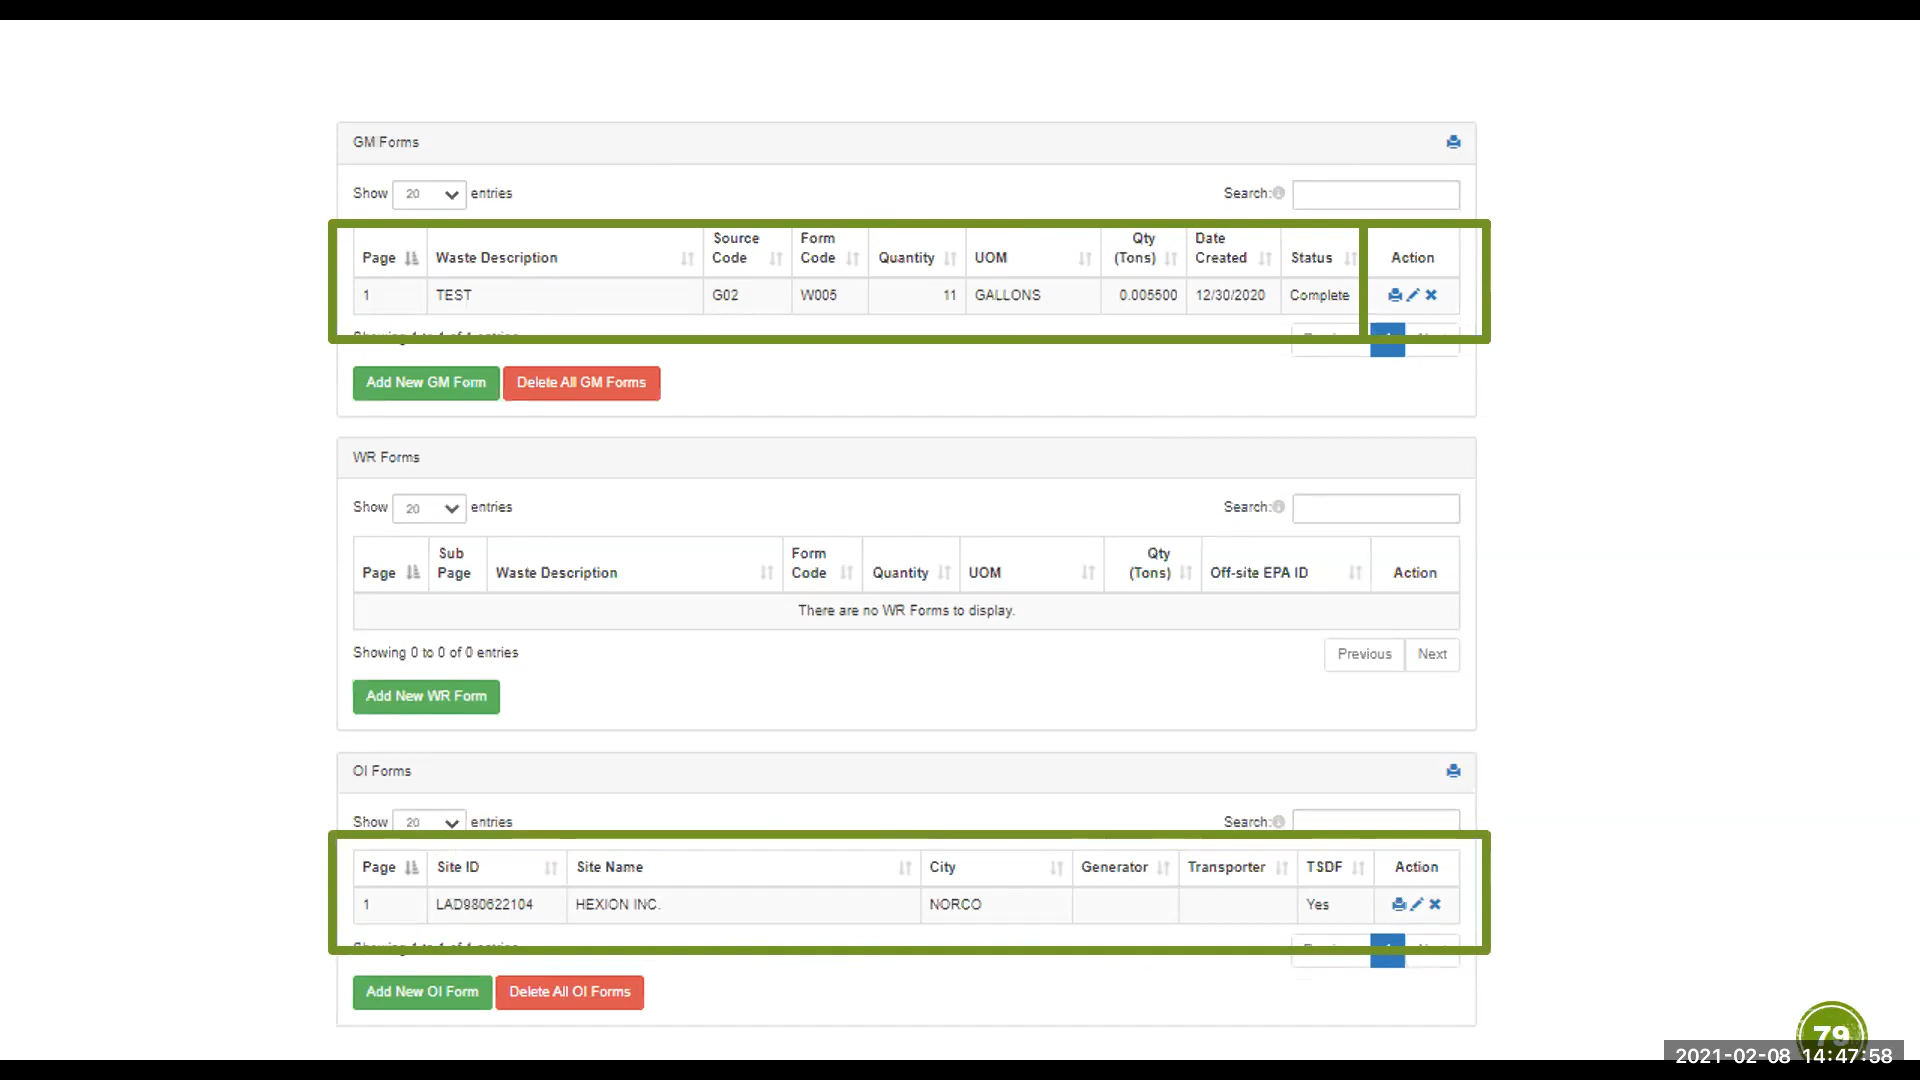 GM Forms
Show 20 entries Search:
Page Waste Description Source Code Form Code Quantity UOM Qty (Tons) Date Created Status Action
1 TEST G02 W005 11 GALLONS 0.005500 12/30/2020 Complete
Add New GM Form Delete All GM Forms
WR Forms
Show 20 entries Search:
Page Sub Page Waste Description Form Code Quantity UOM Qty (Tons) Off-site EPA ID Action
There are no WR Forms to display.
Showing 0 to 0 of 0 entries Previous Next
Add New WR Form
OI Forms
Show 20 entries Search:
Page Site ID Site Name City Generator Transporter TSDF Action
1 LAD980622104 HEXION INC. NORCO Yes
Add New OI Form Delete All OI Forms
79
2021-02-08 14:47:58